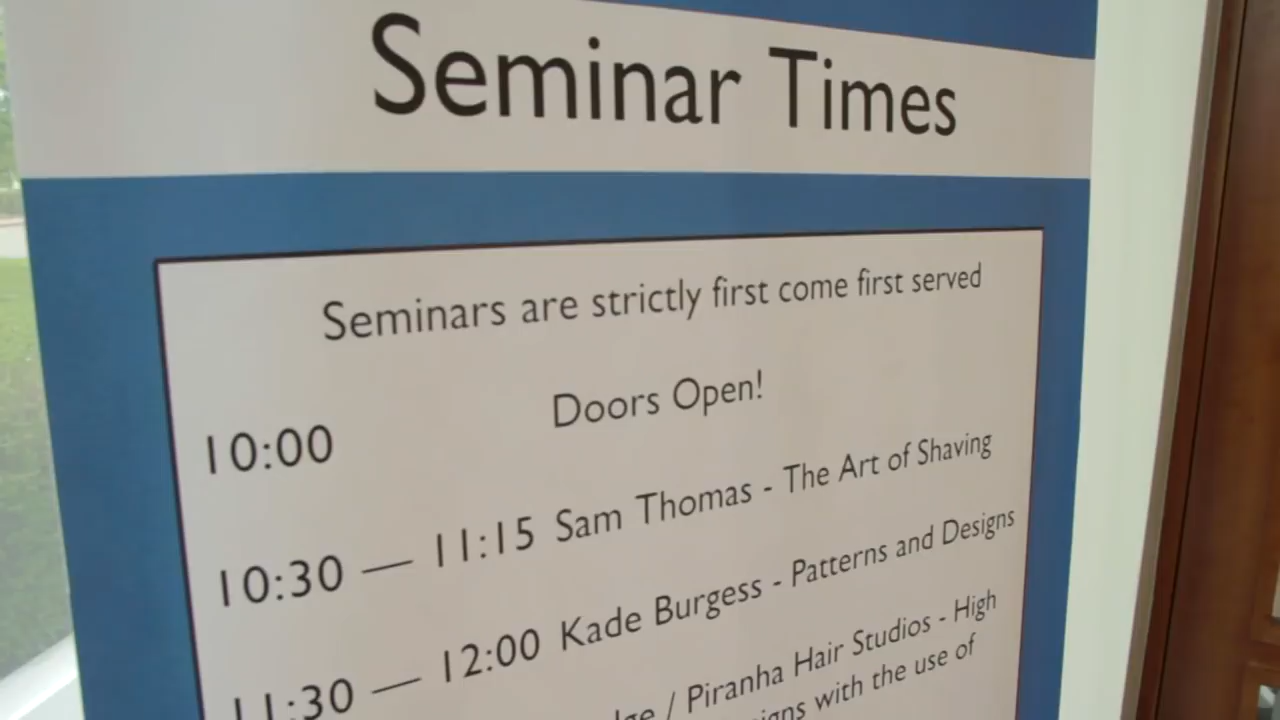 Seminar Times
Seminars are strictly first come first served
10:00 Doors Open!
10:30 — 11:15 Sam Thomas - The Art of Shaving
11:30 — 12:00 Kade Burgess - Patterns and Designs
/ Piranha Hair Studios - High
with the use of